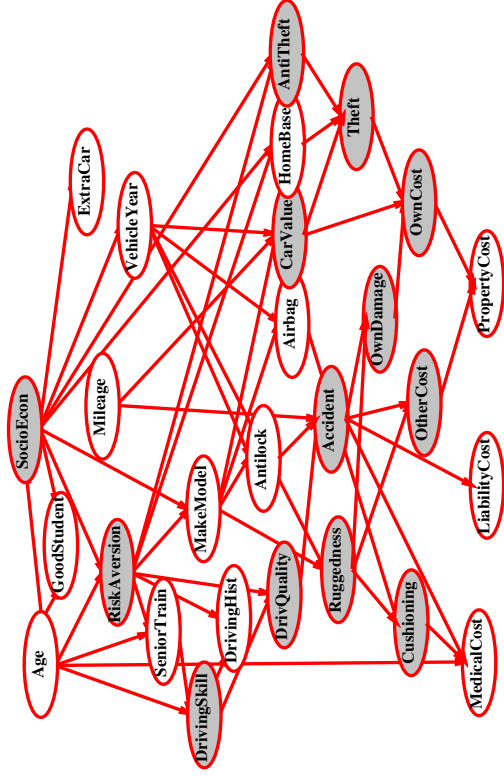 Age
SocioEcon
GoodStudent
ExtraCar
Mileage
VehicleYear
RiskAversion
SeniorTrain
MakeModel
DrivingSkill
DrivingHist
Antilock
DrivQuality
Airbag
CarValue
HomeBase
AntiTheft
Ruggedness
Accident
Theft
OwnDamage
Cushioning
OtherCost
OwnCost
MedicalCost
LiabilityCost
PropertyCost